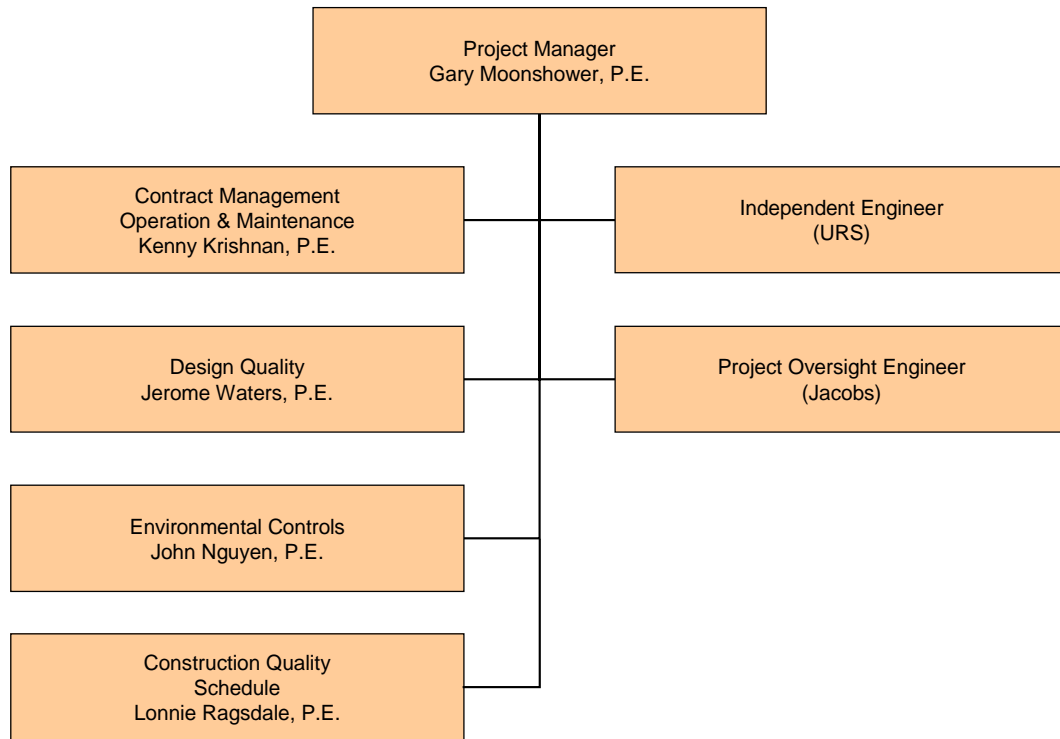 Project Manager
Gary Moonshower, P.E.
Contract Management
Operation & Maintenance
Kenny Krishnan, P.E.
Independent Engineer
(URS)
Design Quality
Jerome Waters, P.E.
Project Oversight Engineer
(Jacobs)
Environmental Controls
John Nguyen, P.E.
Construction Quality
Schedule
Lonnie Ragsdale, P.E.